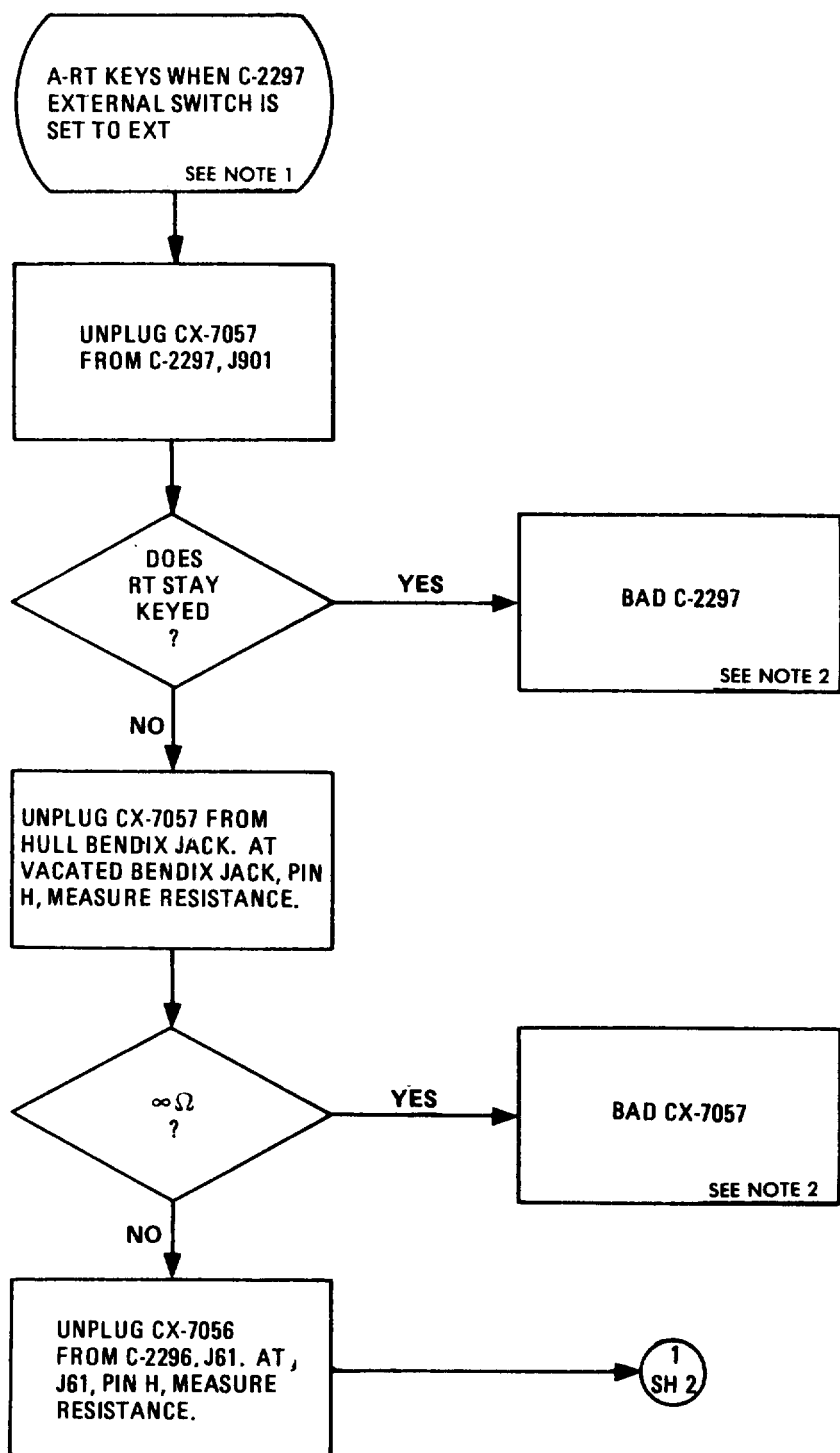 A-RT KEYS WHEN C-2297
EXTERNAL SWITCH IS
SET TO EXT
SEE NOTE 1
UNPLUG CX-7057
FROM C-2297, J901
DOES
RT STAY
KEYED
?
YES
BAD C-2297
SEE NOTE 2
NO
UNPLUG CX-7057 FROM
HULL BENDIX JACK. AT
VACATED BENDIX JACK, PIN
H, MEASURE RESISTANCE.
∞Ω
?
YES
BAD CX-7057
SEE NOTE 2
NO
UNPLUG CX-7056
FROM C-2296, J61. AT
J61, PIN H, MEASURE
RESISTANCE.
1
SH 2